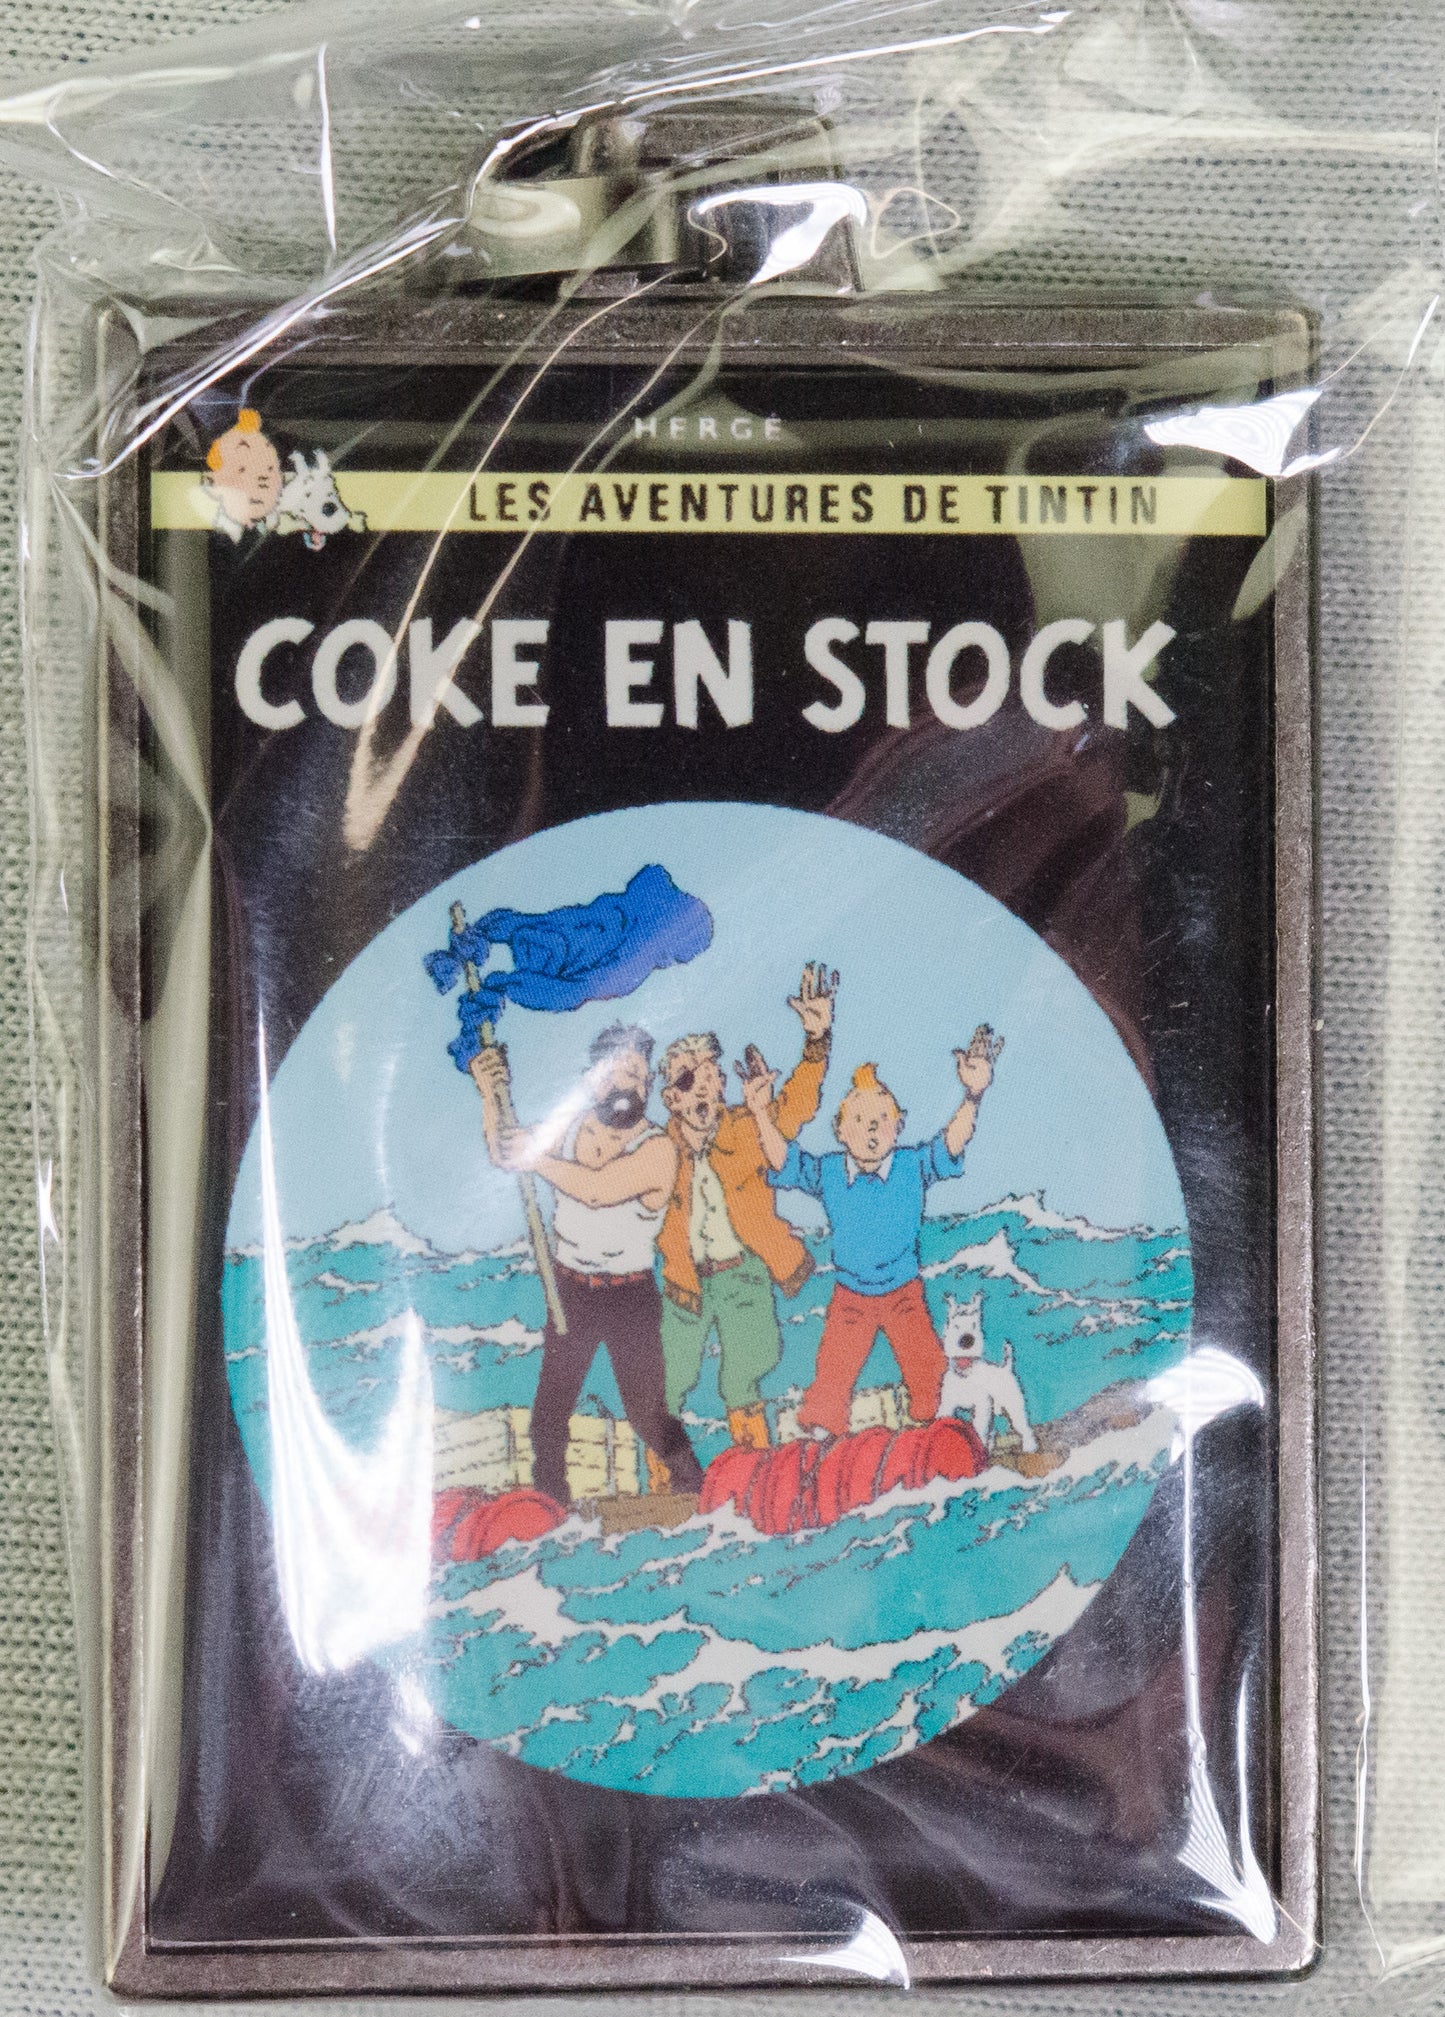 HERGÉ
LES AVENTURES DE TINTIN
COKE EN STOCK